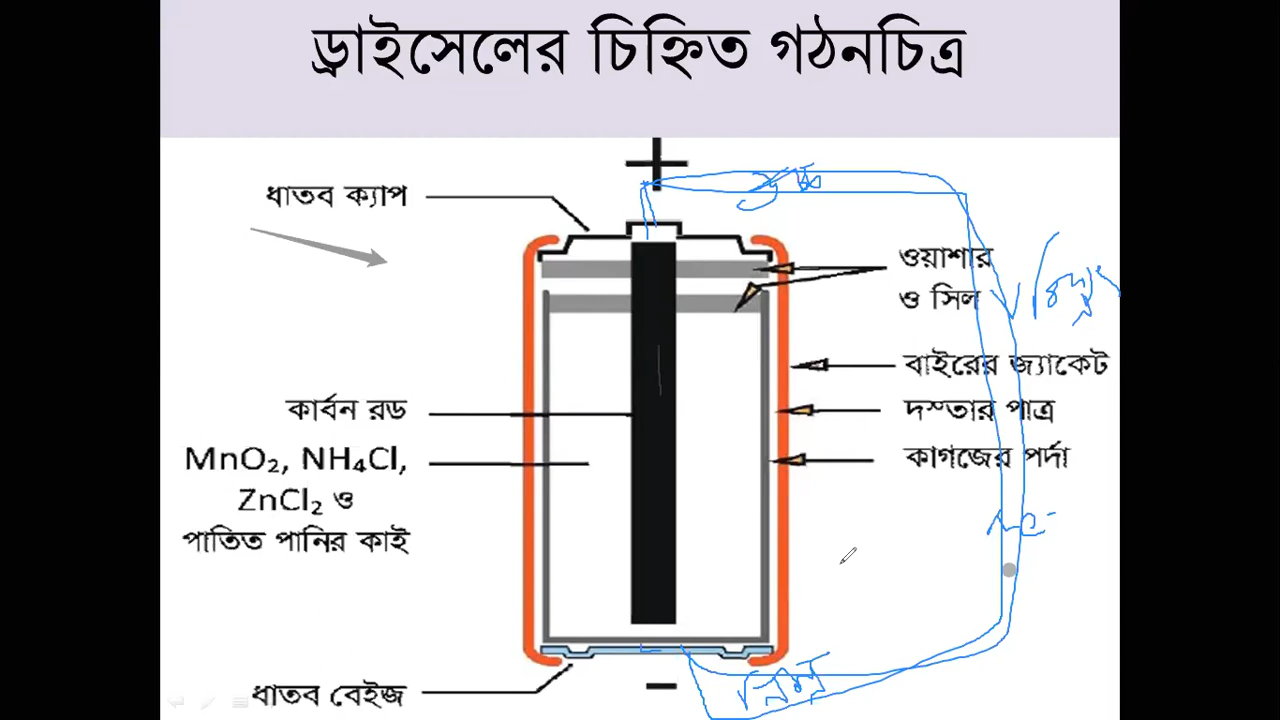 ড্রাইসেলের চিহ্নিত গঠনচিত্র
+
ধাতব ক্যাপ
ওয়াশার
ও সিল
বাইরের জ্যাকেট
কার্বন রড
দস্তার পাত্র
MnO₂, NH₄Cl,
ZnCl₂ ও
পাতিত পানির কাই
কাগজের পর্দা
e⁻
ধাতব বেইজ
−
নিম্ন